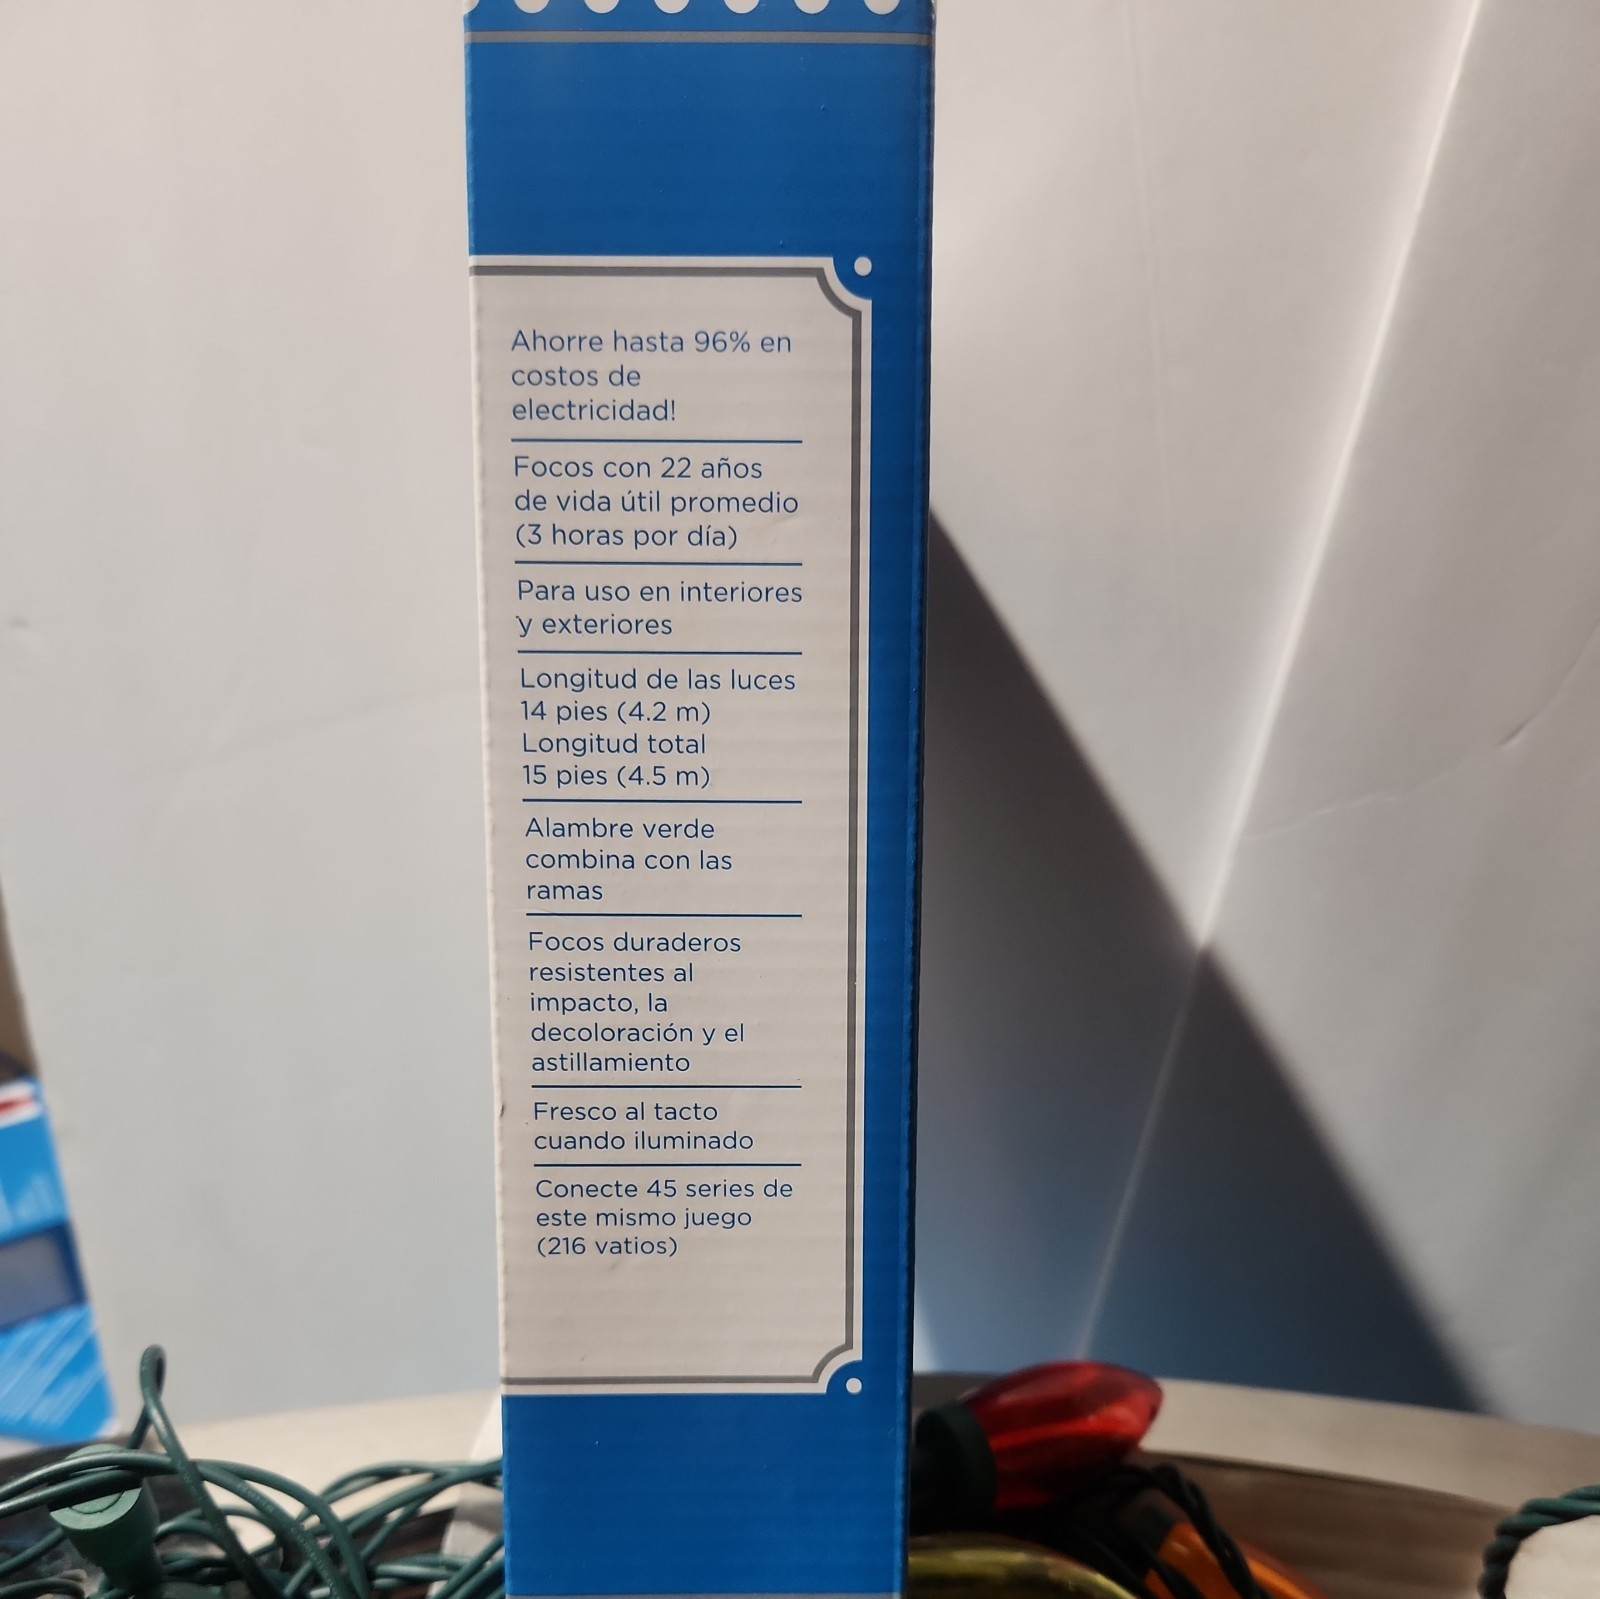 Ahorre hasta 96% en
costos de
electricidad!
Focos con 22 años
de vida útil promedio
(3 horas por día)
Para uso en interiores
y exteriores
Longitud de las luces
14 pies (4.2 m)
Longitud total
15 pies (4.5 m)
Alambre verde
combina con las
ramas
Focos duraderos
resistentes al
impacto, la
decoloración y el
astillamiento
Fresco al tacto
cuando iluminado
Conecte 45 series de
este mismo juego
(216 vatios)